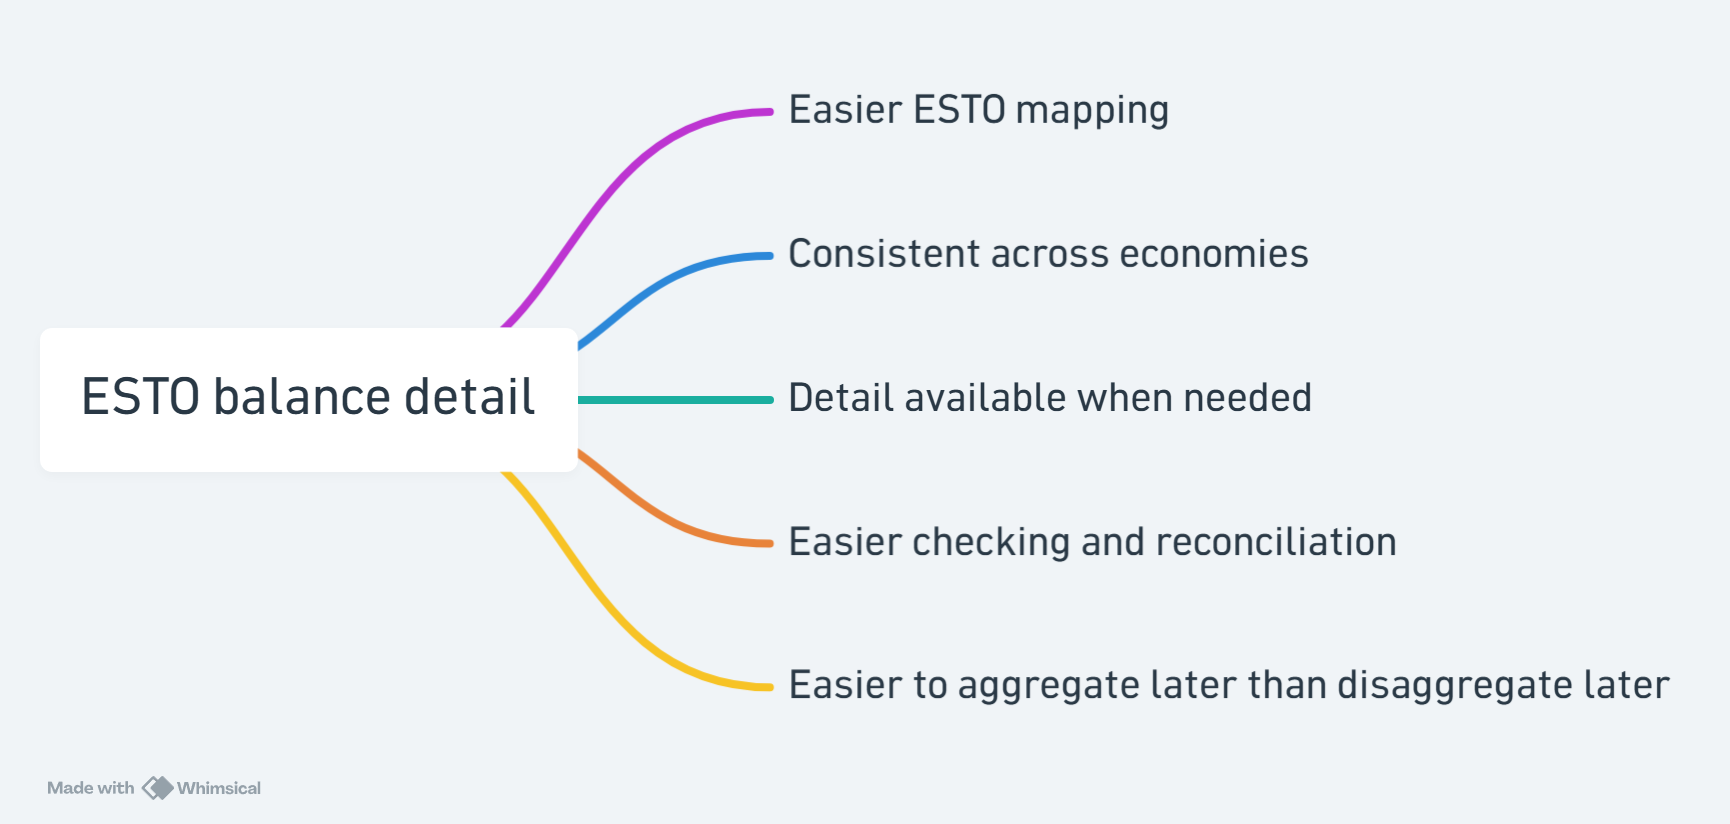 Easier ESTO mapping
Consistent across economies
ESTO balance detail
Detail available when needed
Easier checking and reconciliation
Easier to aggregate later than disaggregate later
Made with Whimsical